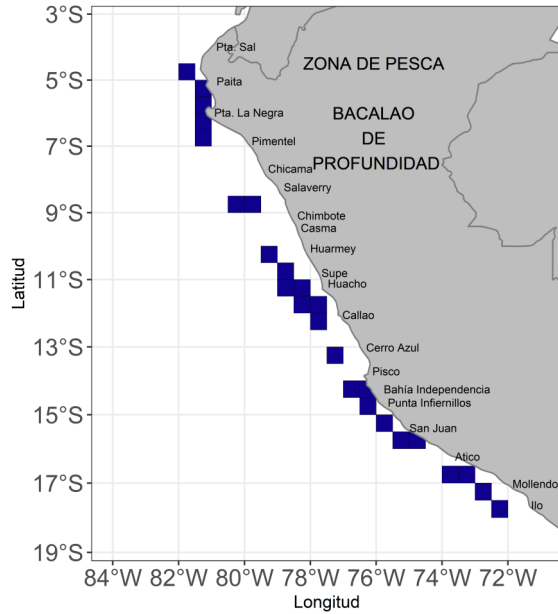 3°S
Pta. Sal
ZONA DE PESCA
5°S
Paita
Pta. La Negra
BACALAO
DE
PROFUNDIDAD
7°S
Pimentel
Chicama
Salaverry
9°S
Chimbote
Casma
Huarmey
11°S
Supe
Huacho
Callao
13°S
Cerro Azul
Pisco
Bahía Independencia
Punta Infiernillos
15°S
San Juan
Atico
17°S
Mollendo
Ilo
19°S
Latitud
84°W 82°W 80°W 78°W 76°W 74°W 72°W
Longitud